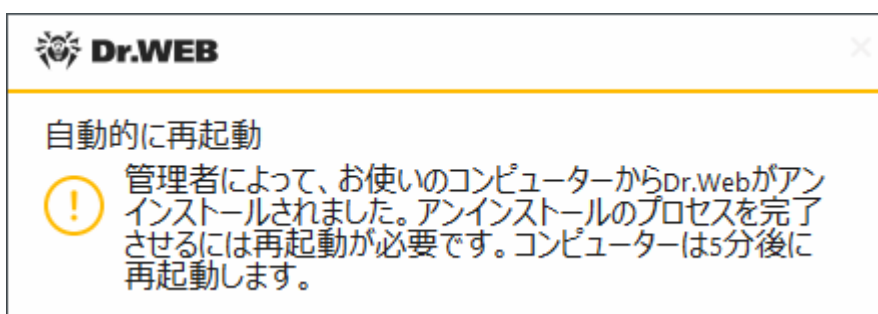 Dr.WEB
自動的に再起動
管理者によって、お使いのコンピューターからDr.Webがアン
インストールされました。アンインストールのプロセスを完了
させるには再起動が必要です。コンピューターは5分後に
再起動します。